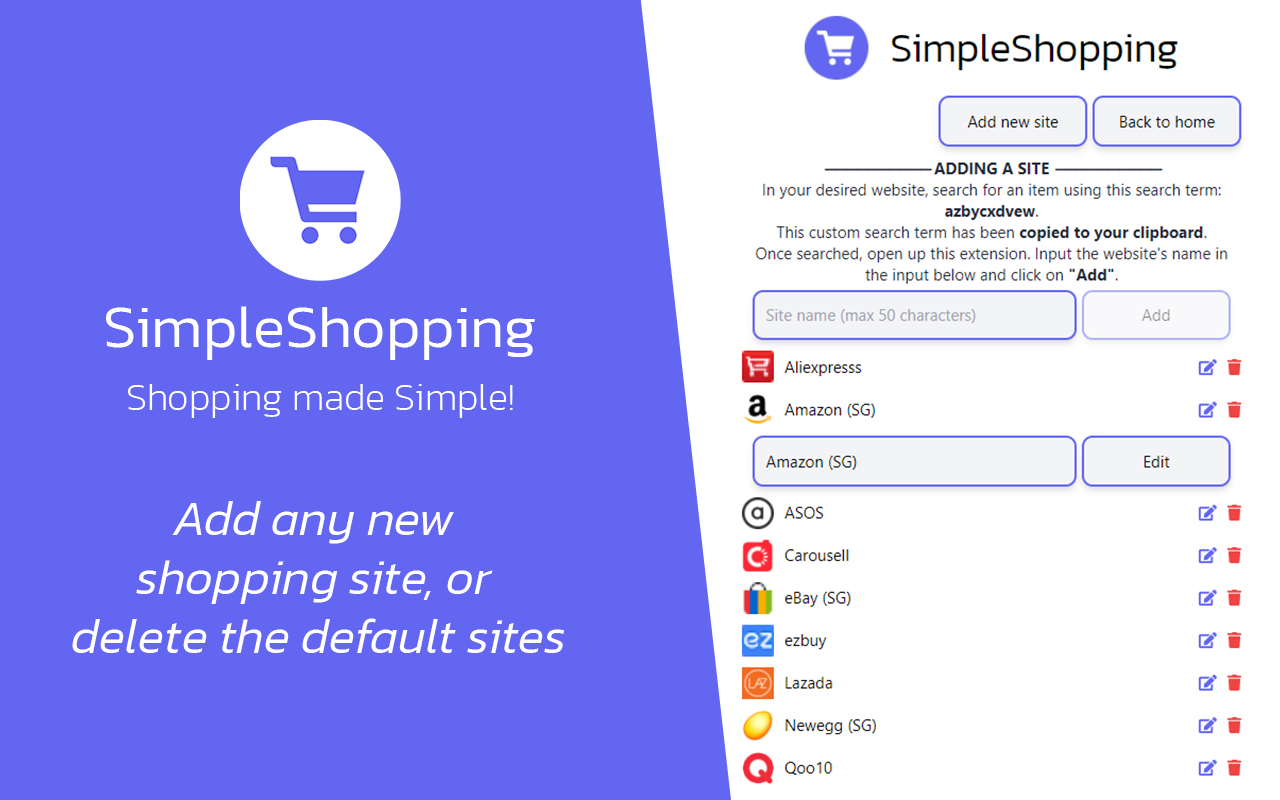 SimpleShopping
Shopping made Simple!
Add any new
shopping site, or
delete the default sites
SimpleShopping
Add new site
Back to home
ADDING A SITE
In your desired website, search for an item using this search term:
azbycxdvew.
This custom search term has been copied to your clipboard.
Once searched, open up this extension. Input the website's name in
the input below and click on "Add".
Site name (max 50 characters)
Add
Aliexpresss
a
Amazon (SG)
Amazon (SG)
Edit
a
ASOS
Carousell
eBay (SG)
ez
ezbuy
LAZ
Lazada
Newegg (SG)
Qoo10